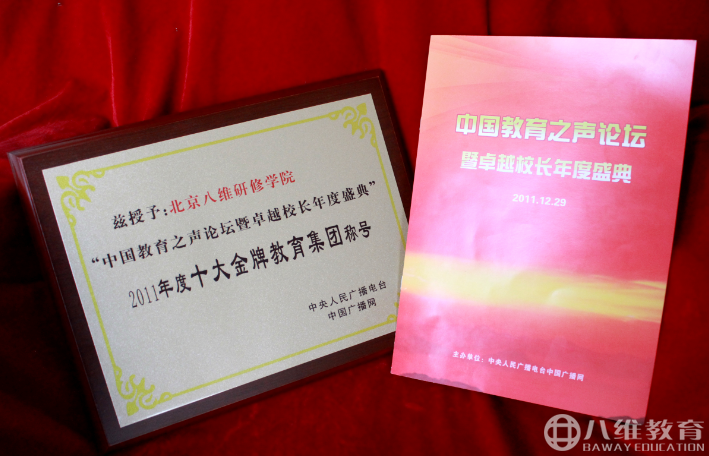 兹授予:北京八维研修学院
“中国教育之声论坛暨卓越校长年度盛典”
2011年度十大金牌教育集团称号
中央人民广播电台
中国广播网
中国教育之声论坛
暨卓越校长年度盛典
2011.12.29
主办单位:中央人民广播电台中国广播网
八维教育
BAWAY EDUCATION